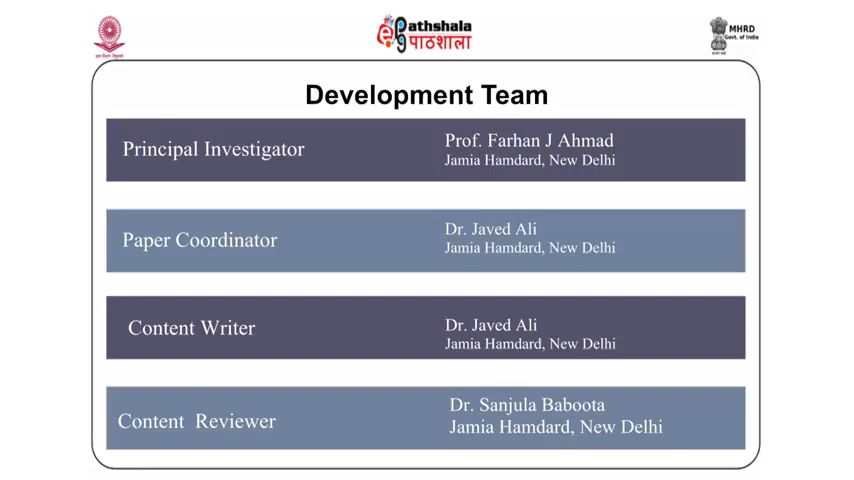 ePathshala
पाठशाला
MHRD
Govt. of India
Development Team
Principal Investigator
Prof. Farhan J Ahmad
Jamia Hamdard, New Delhi
Paper Coordinator
Dr. Javed Ali
Jamia Hamdard, New Delhi
Content Writer
Dr. Javed Ali
Jamia Hamdard, New Delhi
Content Reviewer
Dr. Sanjula Baboota
Jamia Hamdard, New Delhi